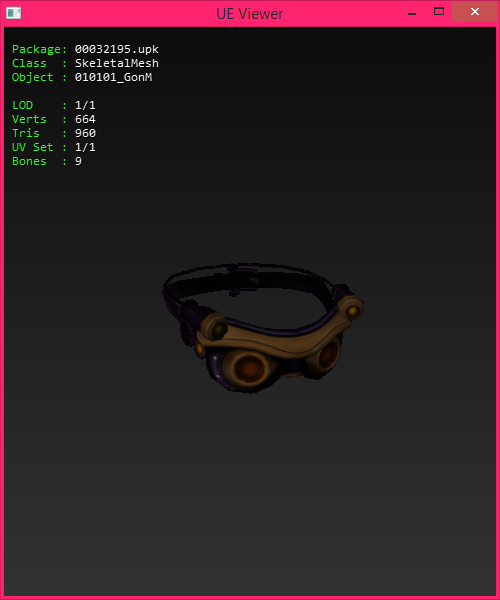 UE Viewer
Package: 00032195.upk
Class : SkeletalMesh
Object : 010101_GonM
LOD : 1/1
Verts : 664
Tris : 960
UV Set : 1/1
Bones : 9